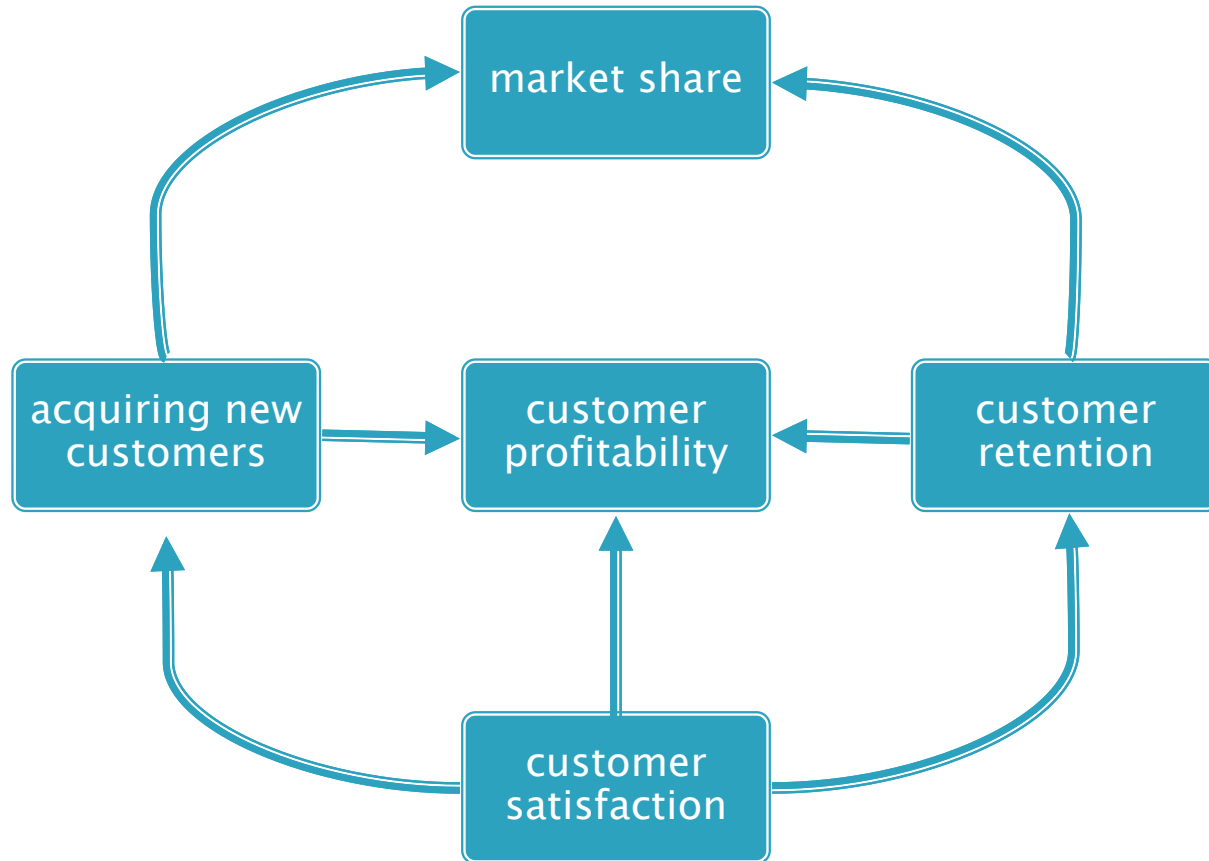 market share
acquiring new
customers
customer
profitability
customer
retention
customer
satisfaction